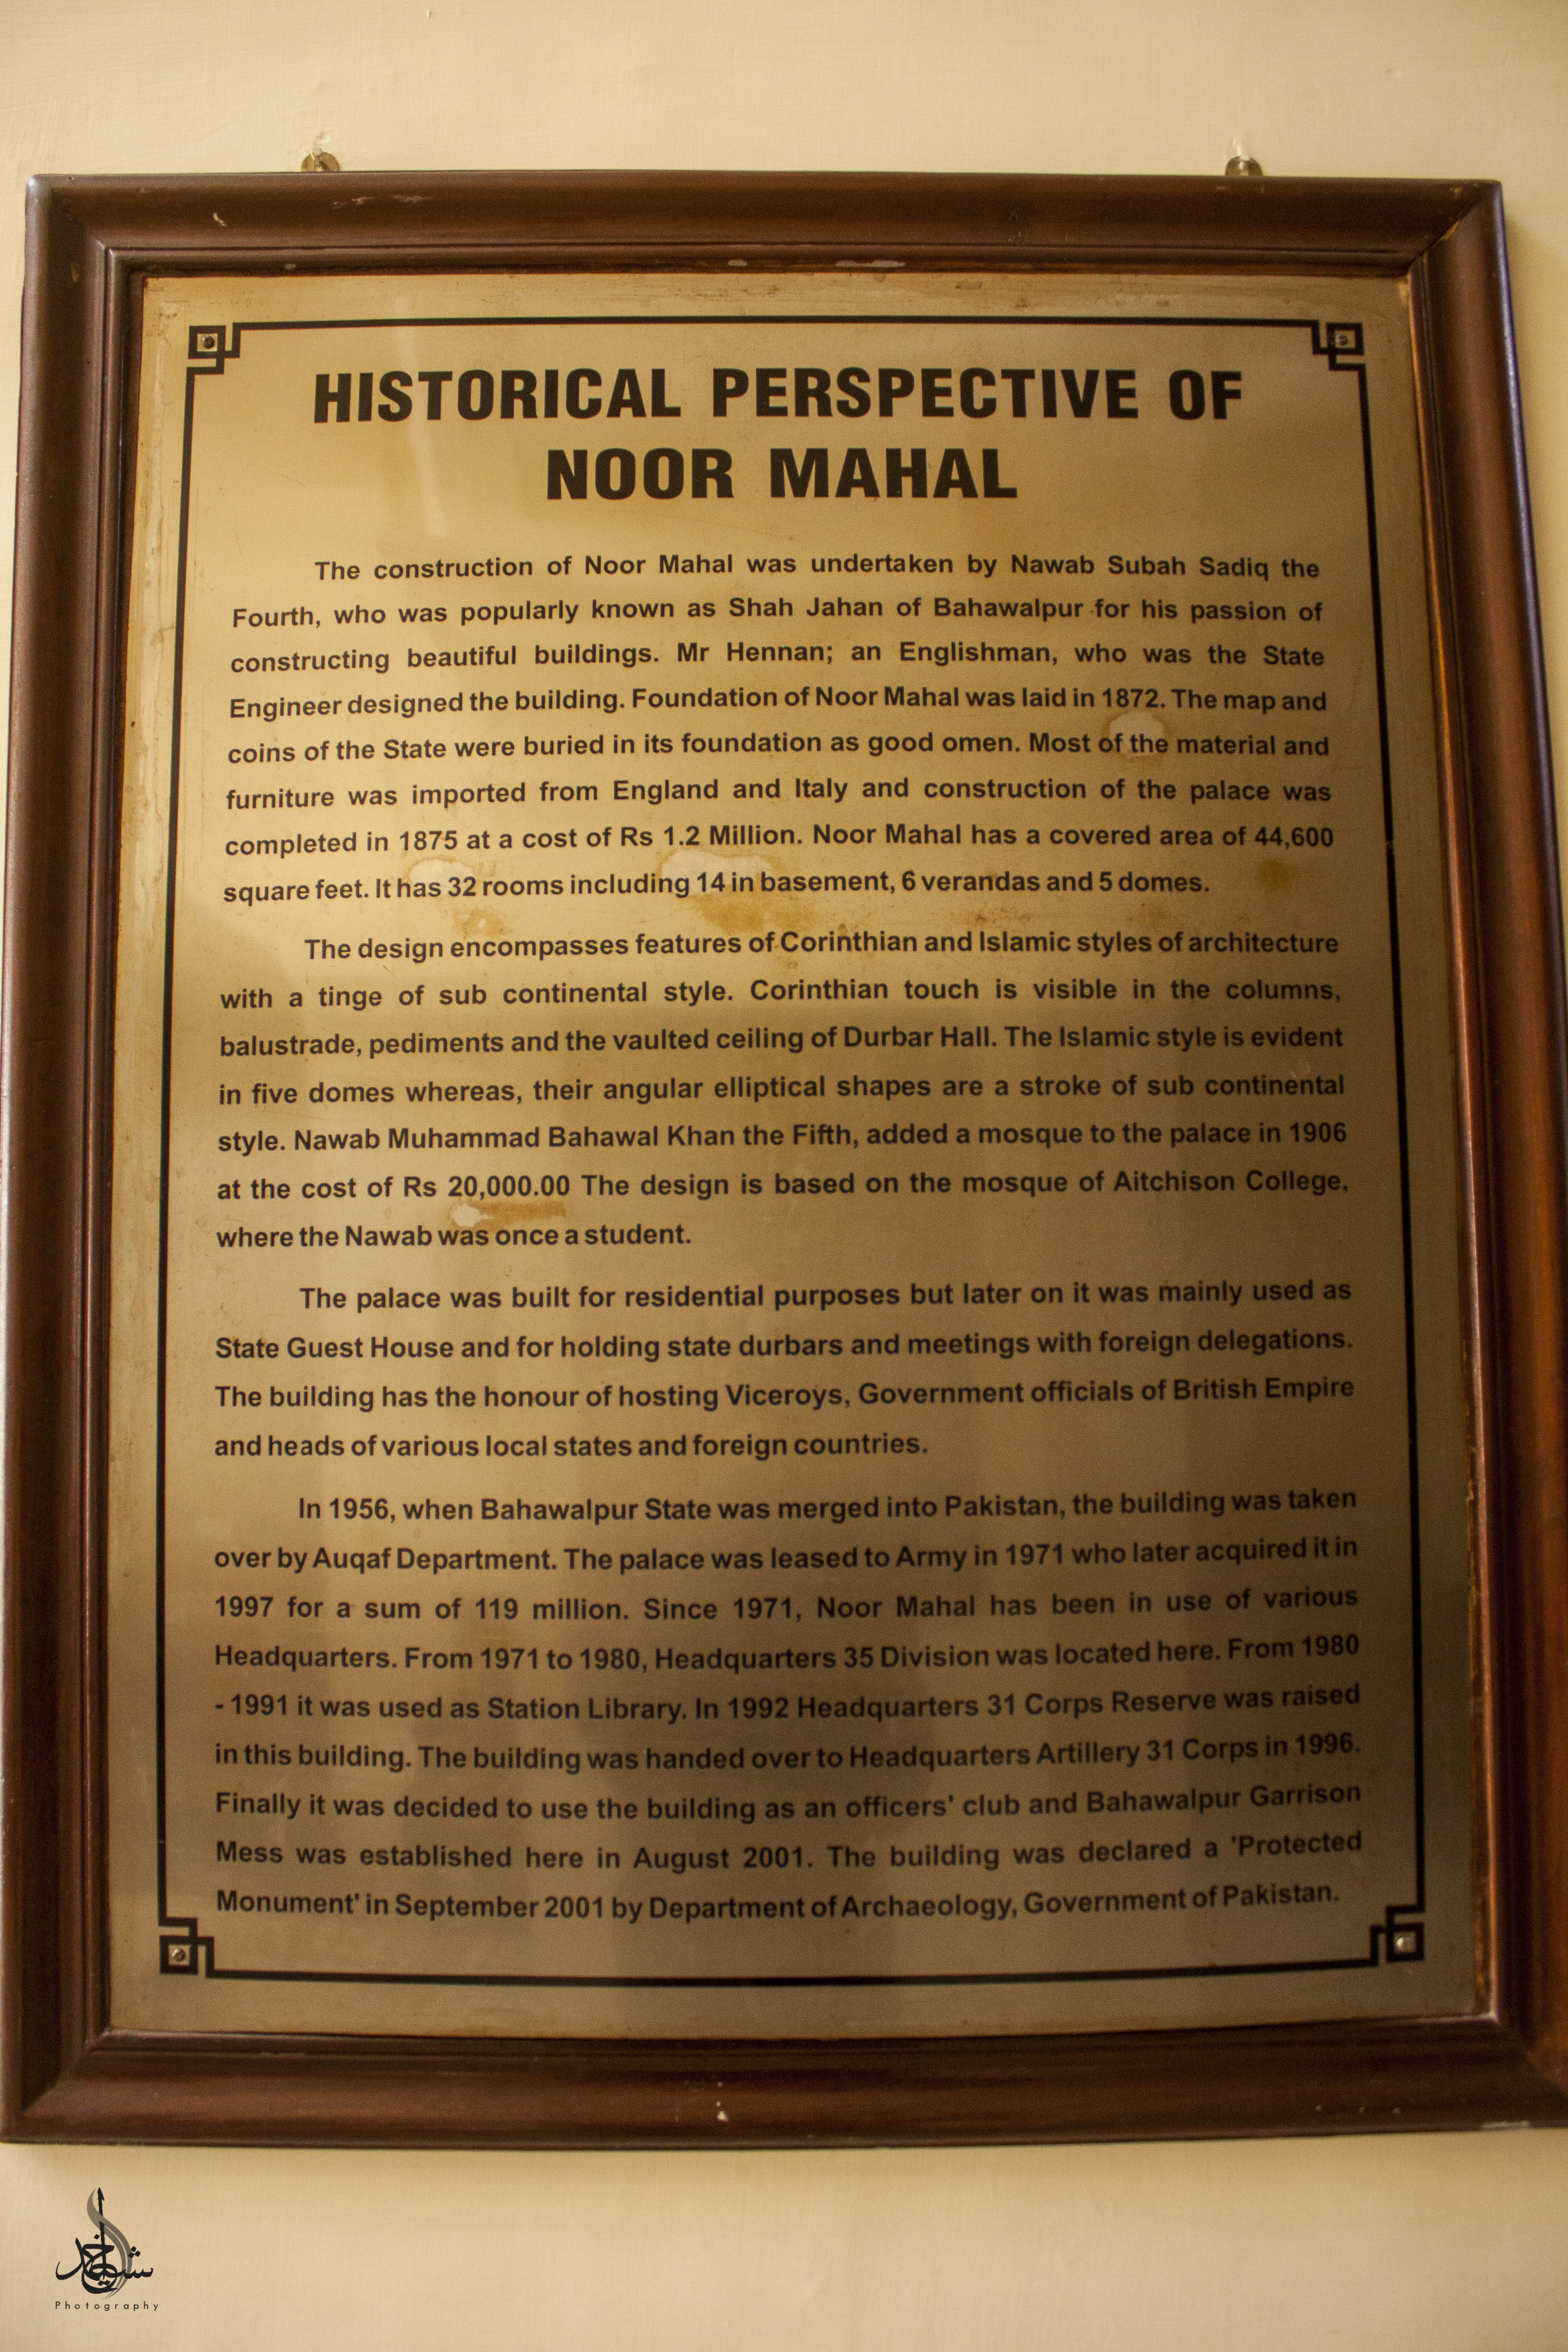 HISTORICAL PERSPECTIVE OF
NOOR MAHAL
The construction of Noor Mahal was undertaken by Nawab Subah Sadiq the
Fourth, who was popularly known as Shah Jahan of Bahawalpur for his passion of
constructing beautiful buildings. Mr Hennan; an Englishman, who was the State
Engineer designed the building. Foundation of Noor Mahal was laid in 1872. The map and
coins of the State were buried in its foundation as good omen. Most of the material and
furniture was imported from England and Italy and construction of the palace was
completed in 1875 at a cost of Rs 1.2 Million. Noor Mahal has a covered area of 44,600
square feet. It has 32 rooms including 14 in basement, 6 verandas and 5 domes.
The design encompasses features of Corinthian and Islamic styles of architecture
with a tinge of sub continental style. Corinthian touch is visible in the columns,
balustrade, pediments and the vaulted ceiling of Durbar Hall. The Islamic style is evident
in five domes whereas, their angular elliptical shapes are a stroke of sub continental
style. Nawab Muhammad Bahawal Khan the Fifth, added a mosque to the palace in 1906
at the cost of Rs 20,000.00 The design is based on the mosque of Aitchison College,
where the Nawab was once a student.
The palace was built for residential purposes but later on it was mainly used as
State Guest House and for holding state durbars and meetings with foreign delegations.
The building has the honour of hosting Viceroys, Government officials of British Empire
and heads of various local states and foreign countries.
In 1956, when Bahawalpur State was merged into Pakistan, the building was taken
over by Auqaf Department. The palace was leased to Army in 1971 who later acquired it in
1997 for a sum of 119 million. Since 1971, Noor Mahal has been in use of various
Headquarters. From 1971 to 1980, Headquarters 35 Division was located here. From 1980
- 1991 it was used as Station Library. In 1992 Headquarters 31 Corps Reserve was raised
in this building. The building was handed over to Headquarters Artillery 31 Corps in 1996.
Finally it was decided to use the building as an officers' club and Bahawalpur Garrison
Mess was established here in August 2001. The building was declared a 'Protected
Monument' in September 2001 by Department of Archaeology, Government of Pakistan.
Photography